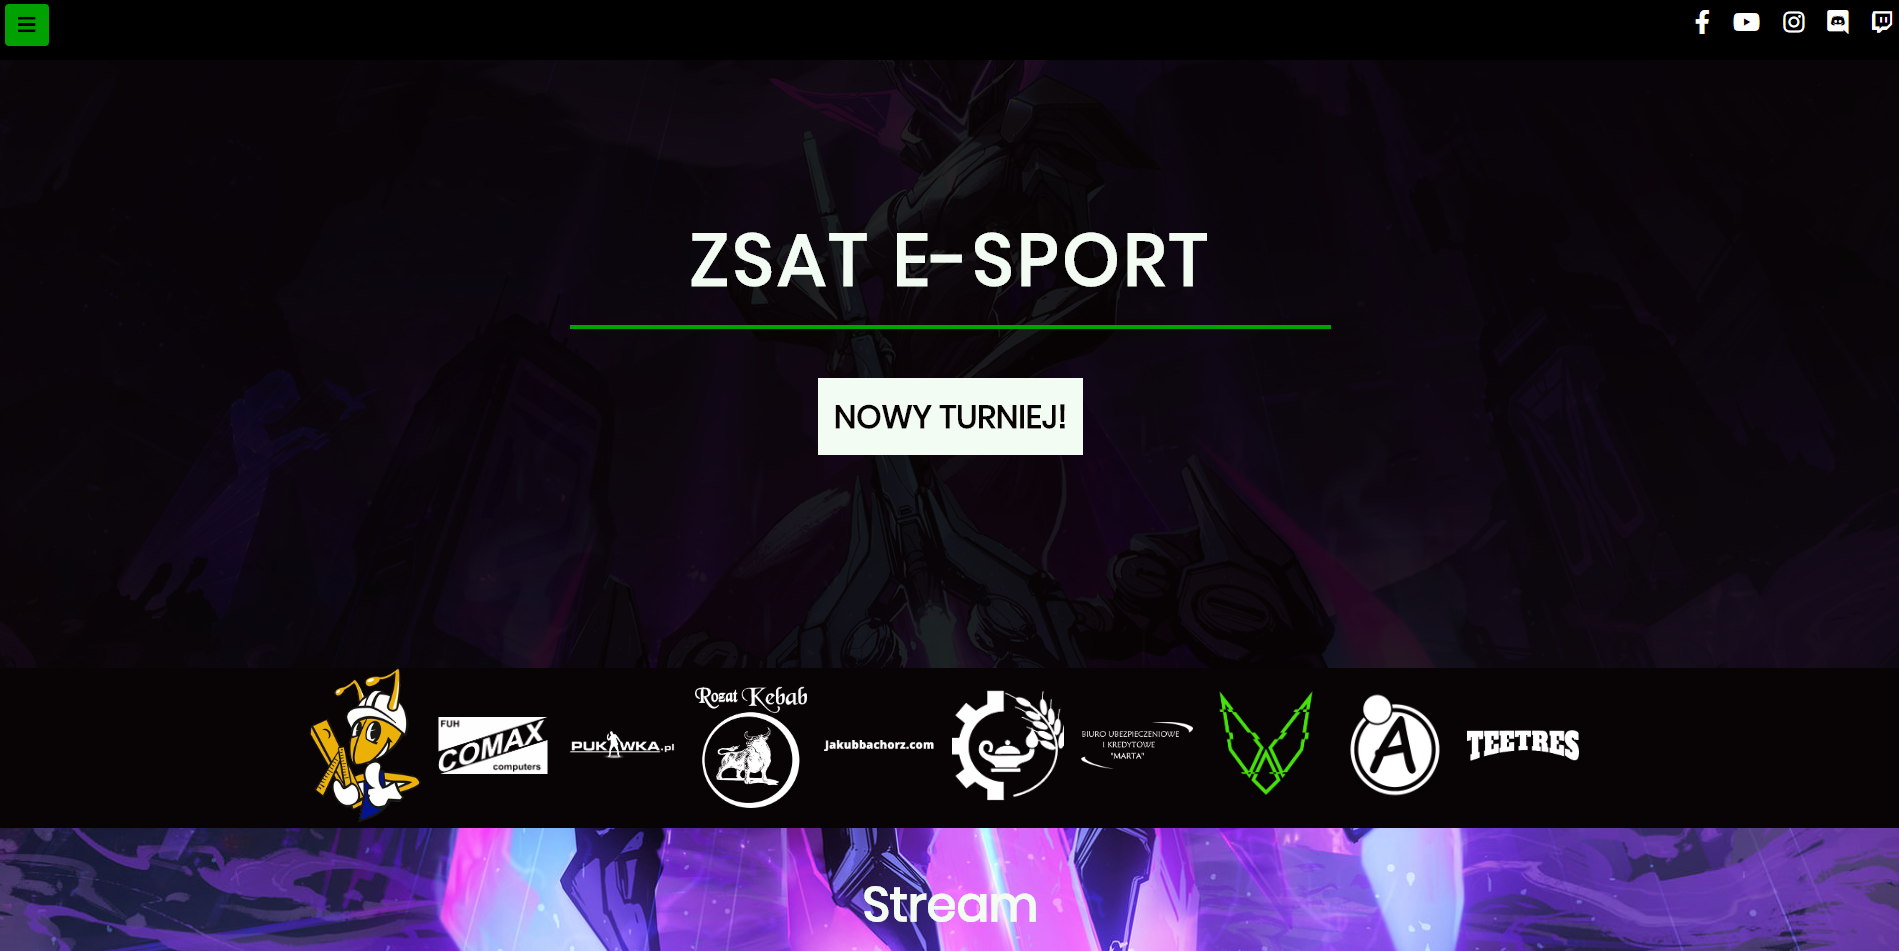 ZSAT E-SPORT
NOWY TURNIEJ!
FUH
COMAX
computers
PUKAWKA.pl
Rozat Kebab
Jakubbachorz.com
BIURO UBEZPIECZENIOWE
I KREDYTOWE
"MARTA"
A
TEETRES
Stream